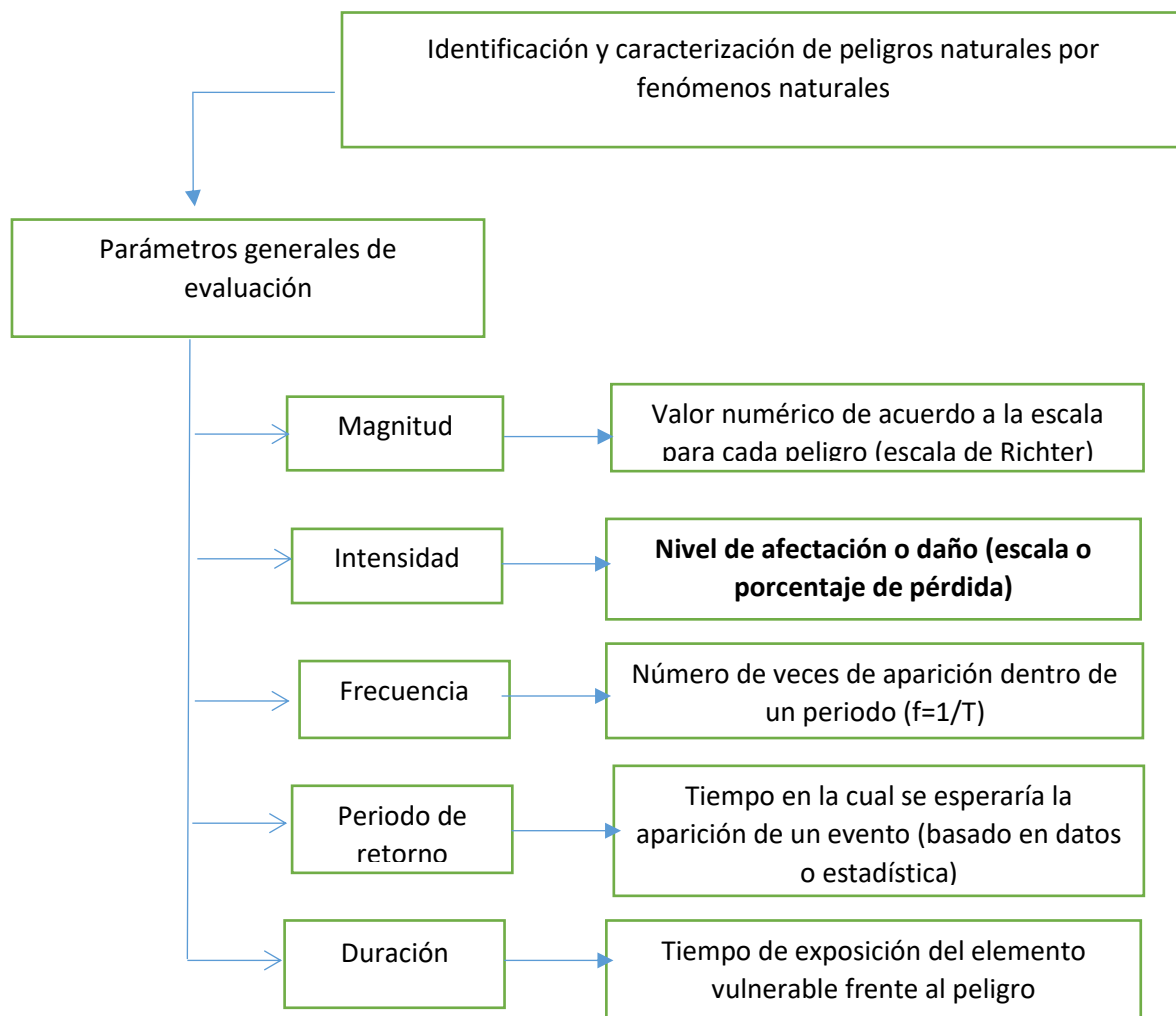 Identificación y caracterización de peligros naturales por
fenómenos naturales
Parámetros generales de
evaluación
Magnitud
Valor numérico de acuerdo a la escala
para cada peligro (escala de Richter)
Intensidad
Nivel de afectación o daño (escala o
porcentaje de pérdida)
Frecuencia
Número de veces de aparición dentro de
un periodo (f=1/T)
Periodo de
retorno
Tiempo en la cual se esperaría la
aparición de un evento (basado en datos
o estadística)
Duración
Tiempo de exposición del elemento
vulnerable frente al peligro